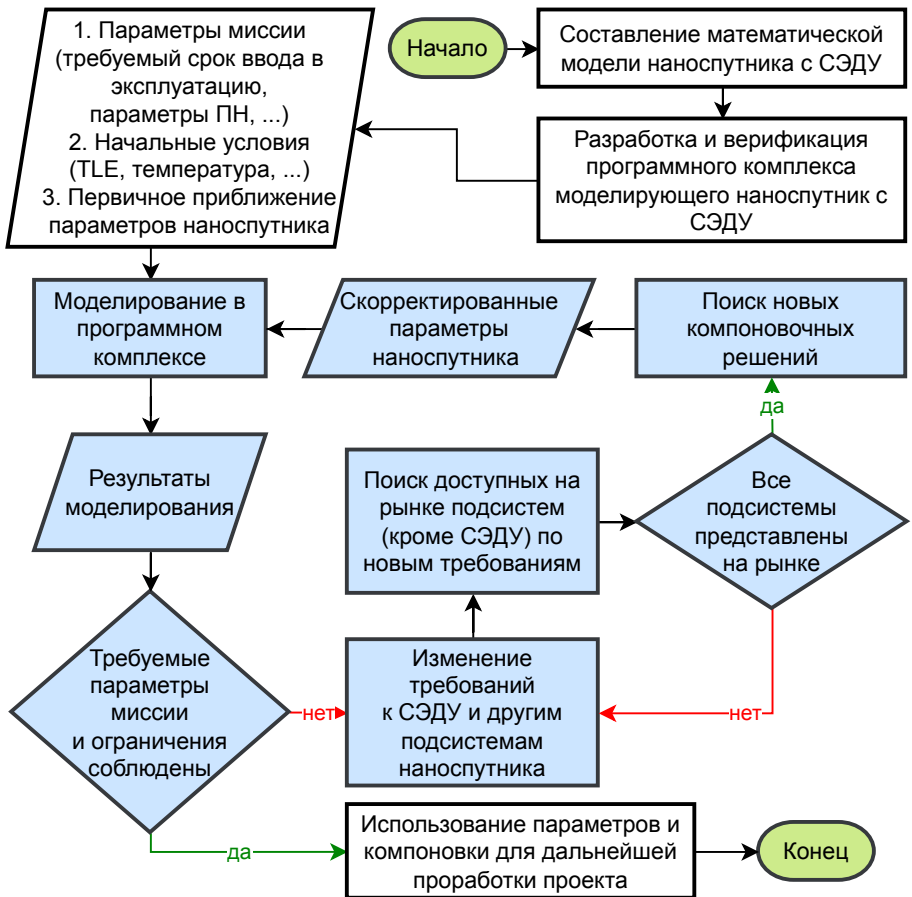 Начало
Составление математической
модели наноспутника с СЭДУ
Разработка и верификация
программного комплекса
моделирующего наноспутник с
СЭДУ
1. Параметры миссии
(требуемый срок ввода в
эксплуатацию,
параметры ПН, ...)
2. Начальные условия
(TLE, температура, ...)
3. Первичное приближение
параметров наноспутника
Моделирование в
программном
комплексе
Скорректированные
параметры
наноспутника
Поиск новых
компоновочных
решений
да
Результаты
моделирования
Поиск доступных на
рынке подсистем
(кроме СЭДУ) по
новым требованиям
Все
подсистемы
представлены
на рынке
Требуемые
параметры
миссии
и ограничения
соблюдены
нет
Изменение
требований
к СЭДУ и другим
подсистемам
наноспутника
нет
да
Использование параметров и
компоновки для дальнейшей
проработки проекта
Конец